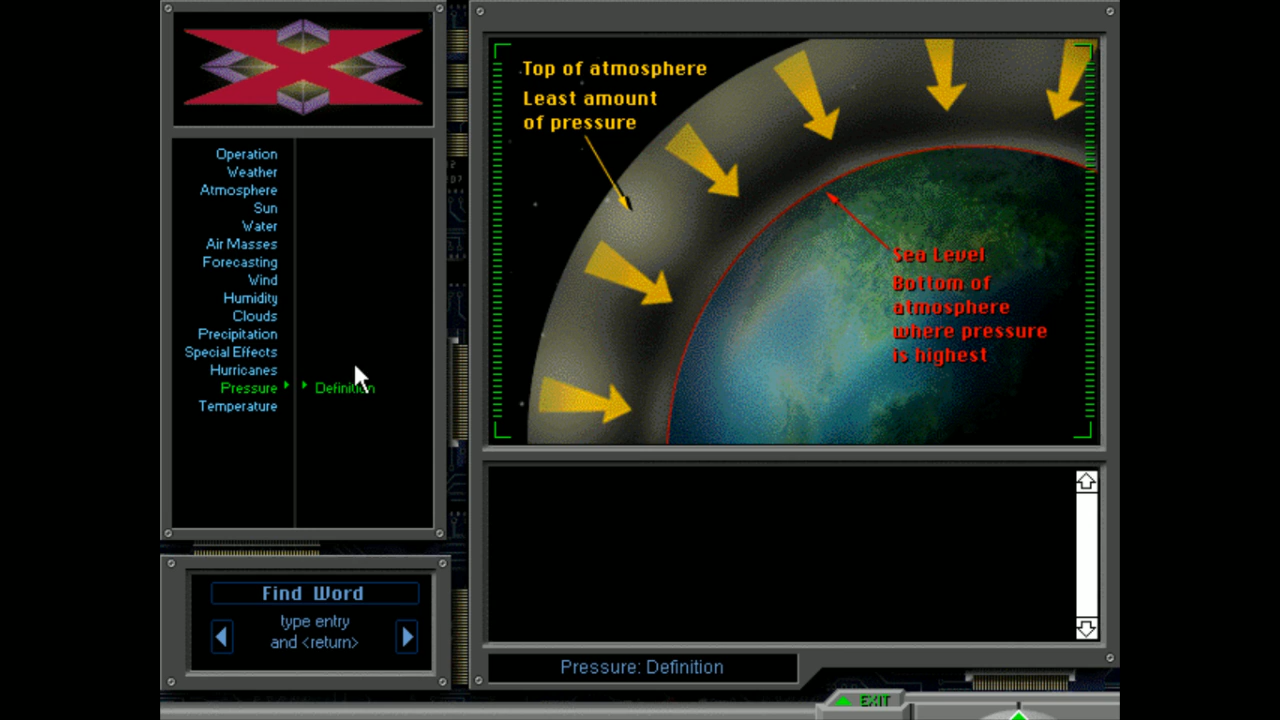 Operation
Weather
Atmosphere
Sun
Water
Air Masses
Forecasting
Wind
Humidity
Clouds
Precipitation
Special Effects
Hurricanes
Pressure
Definition
Temperature
Find Word
type entry
and <return>
Top of atmosphere
Least amount
of pressure
Sea Level
Bottom of
atmosphere
where pressure
is highest
Pressure: Definition
EXIT